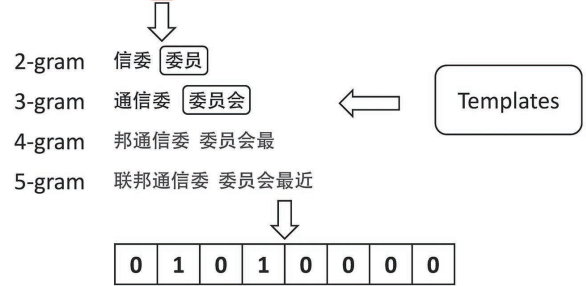 2-gram 信委 委员
3-gram 通信委 委员会
Templates
4-gram 邦通信委 委员会最
5-gram 联邦通信委 委员会最近
0 1 0 1 0 0 0 0